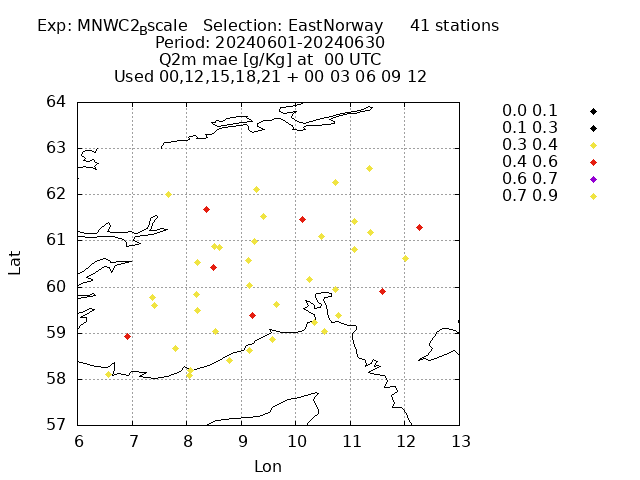 Exp: MNWC2_Bscale   Selection: EastNorway      41 stations
Period: 20240601-20240630
Q2m mae [g/Kg] at  00 UTC
Used 00,12,15,18,21 + 00 03 06 09 12
0.0 0.1
0.1 0.3
0.3 0.4
0.4 0.6
0.6 0.7
0.7 0.9
64
63
62
61
60
59
58
57
Lat
6 7 8 9 10 11 12 13
Lon